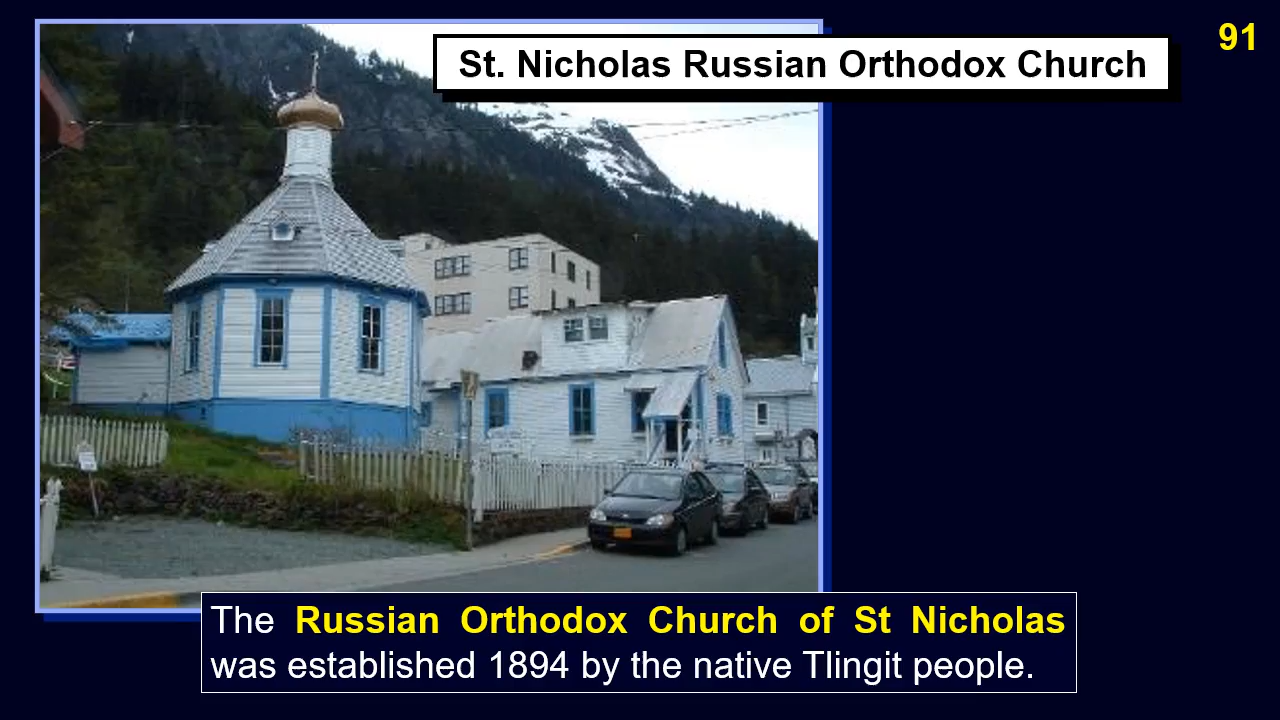 91
St. Nicholas Russian Orthodox Church
The Russian Orthodox Church of St Nicholas
was established 1894 by the native Tlingit people.